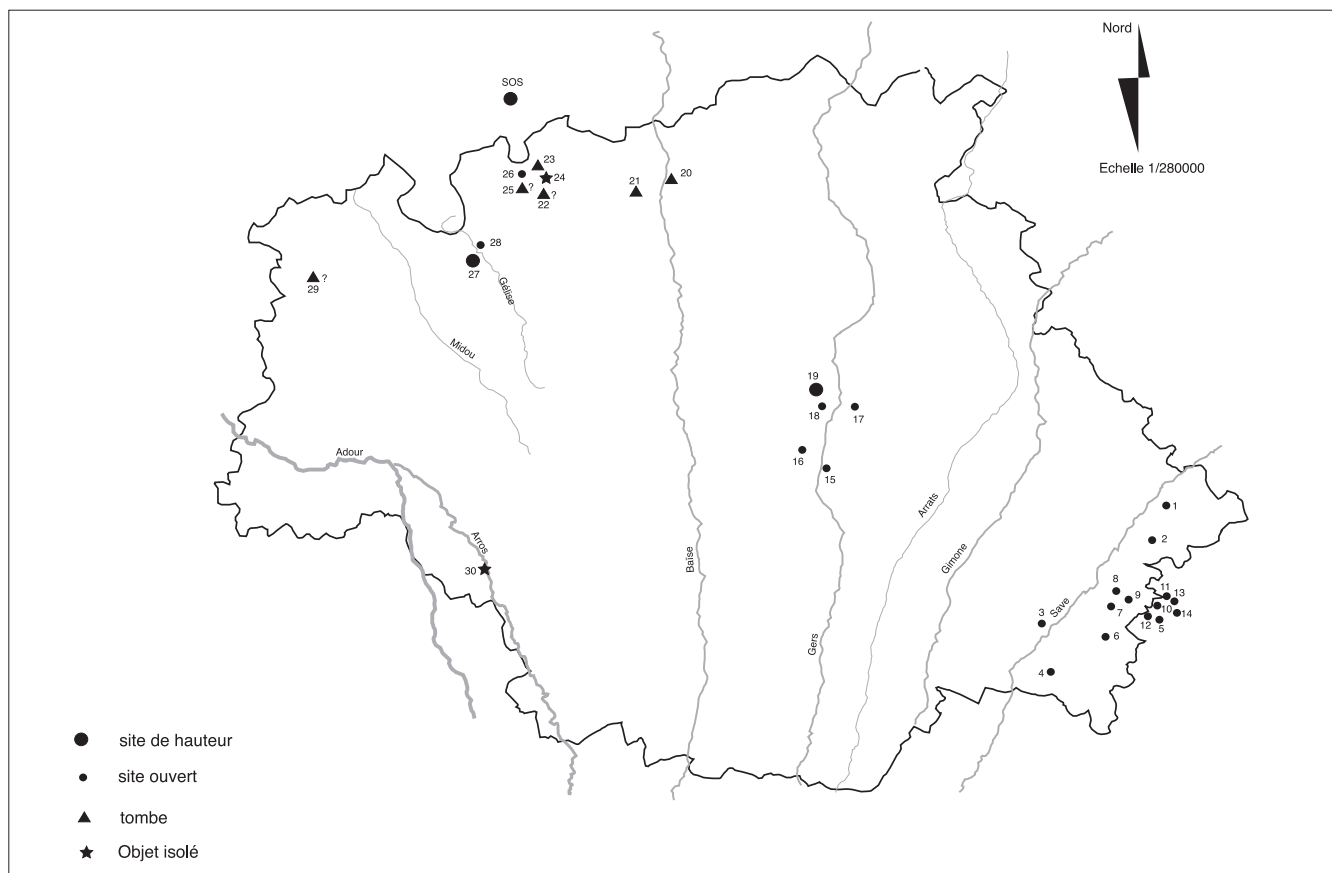 Nord
SOS
Echelle 1/280000
23
26
24
20
25
?
21
22
?
28
27
29
?
Gélise
Midou
19
18
17
16
15
Adour
Arros
30
Baïse
Gers
Arrats
Gimone
Save
1
2
8
9
11
13
7
10
14
3
12
5
6
4
site de hauteur
site ouvert
tombe
Objet isolé